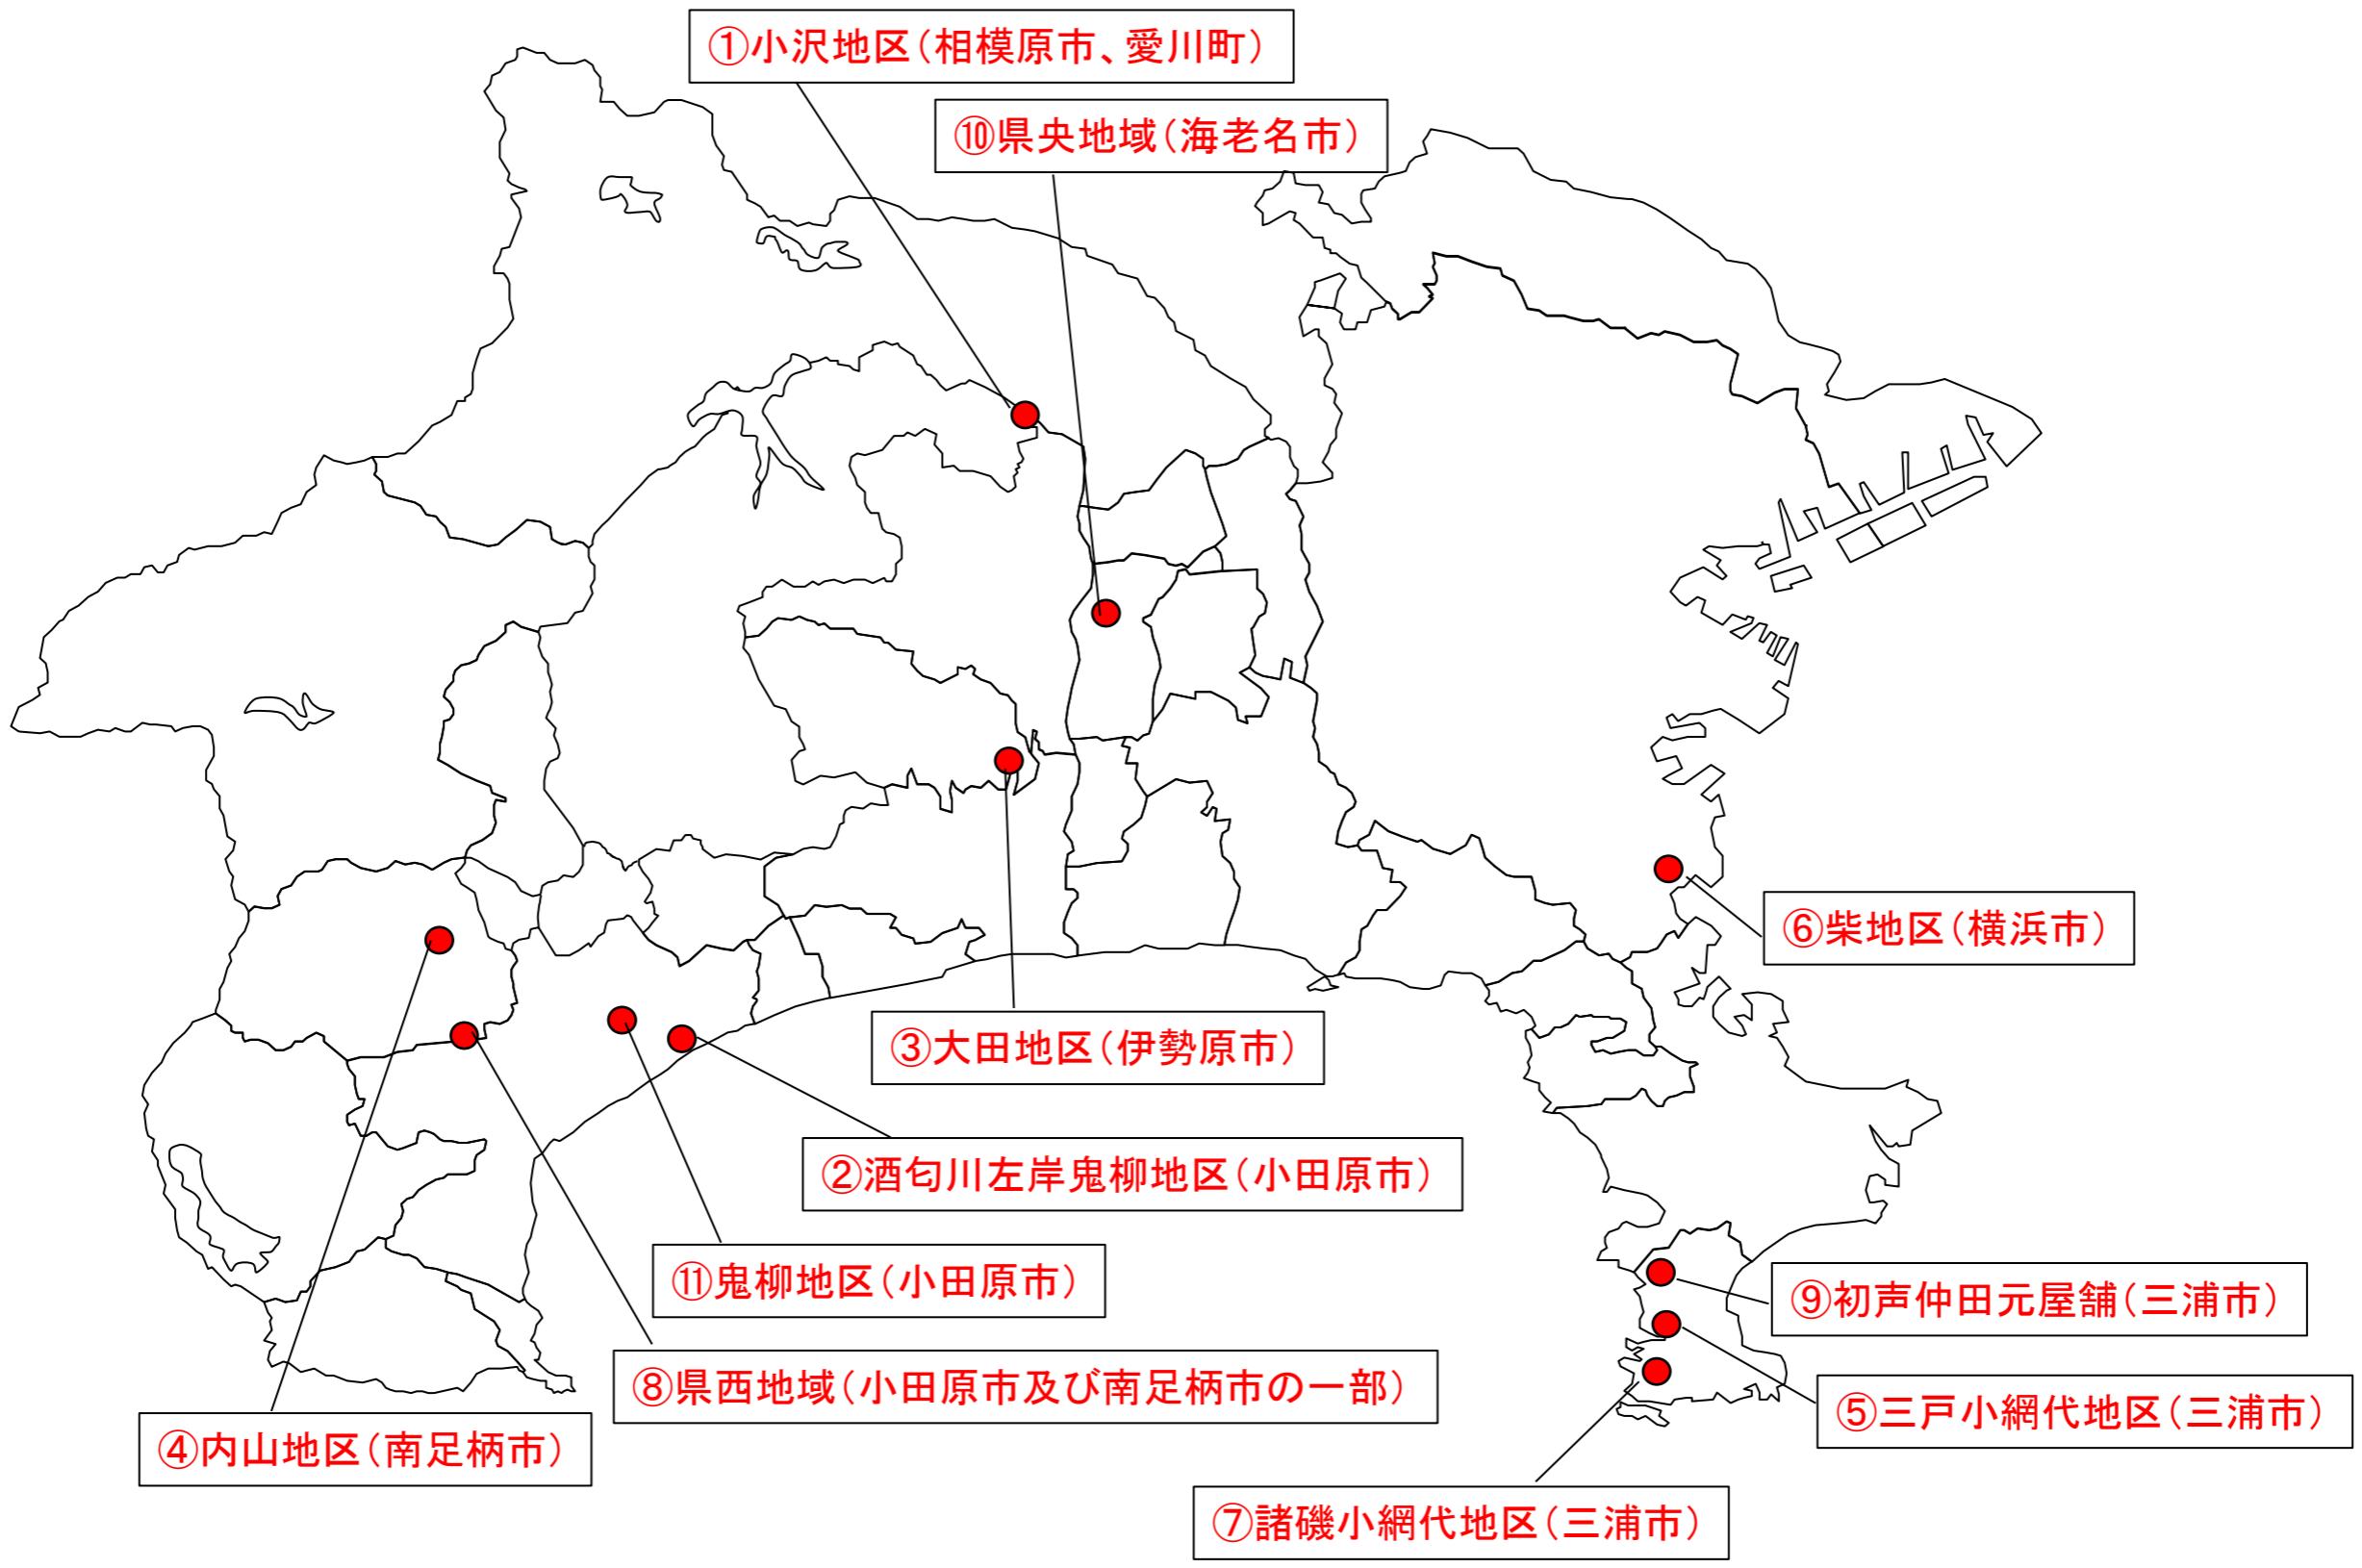 ①小沢地区（相模原市、愛川町）
⑩県央地域（海老名市）
⑥柴地区（横浜市）
③大田地区（伊勢原市）
②酒匂川左岸鬼柳地区（小田原市）
⑪鬼柳地区（小田原市）
⑨初声仲田元屋舗（三浦市）
⑧県西地域（小田原市及び南足柄市の一部）
⑤三戸小網代地区（三浦市）
④内山地区（南足柄市）
⑦諸磯小網代地区（三浦市）